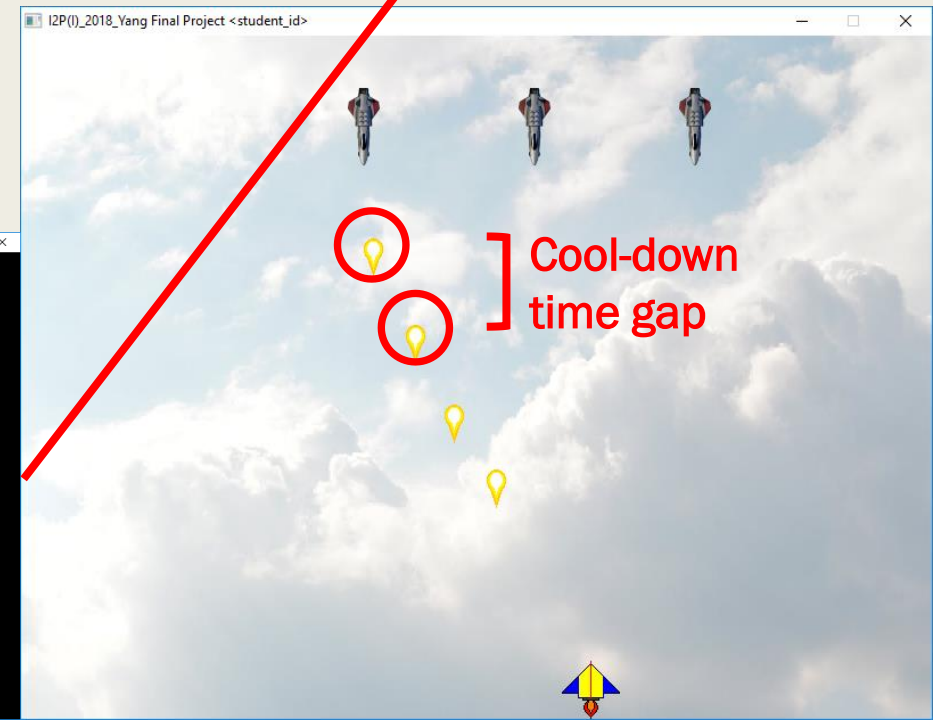 I2P(I)_2018_Yang Final Project <student_id>
Cool-down
time gap